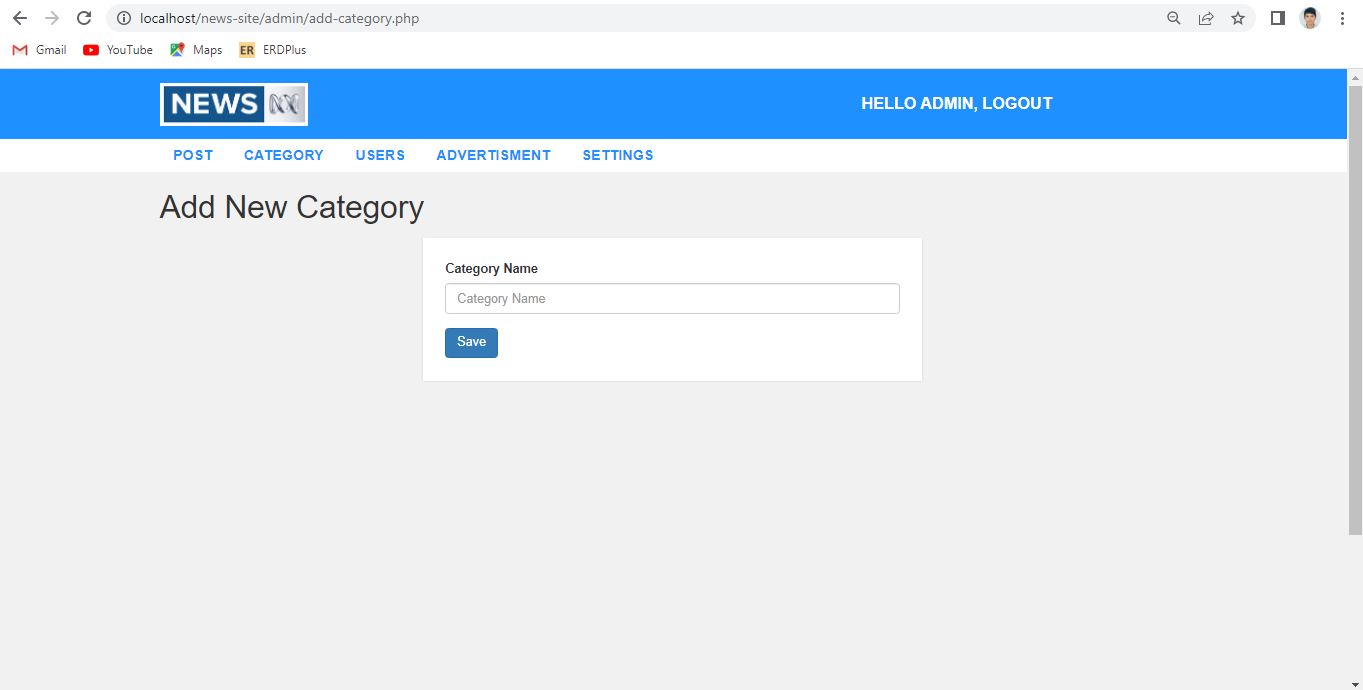 localhost/news-site/admin/add-category.php
Gmail YouTube Maps ER ERDPlus
NEWS HELLO ADMIN, LOGOUT
POST CATEGORY USERS ADVERTISMENT SETTINGS
Add New Category
Category Name
Category Name
Save